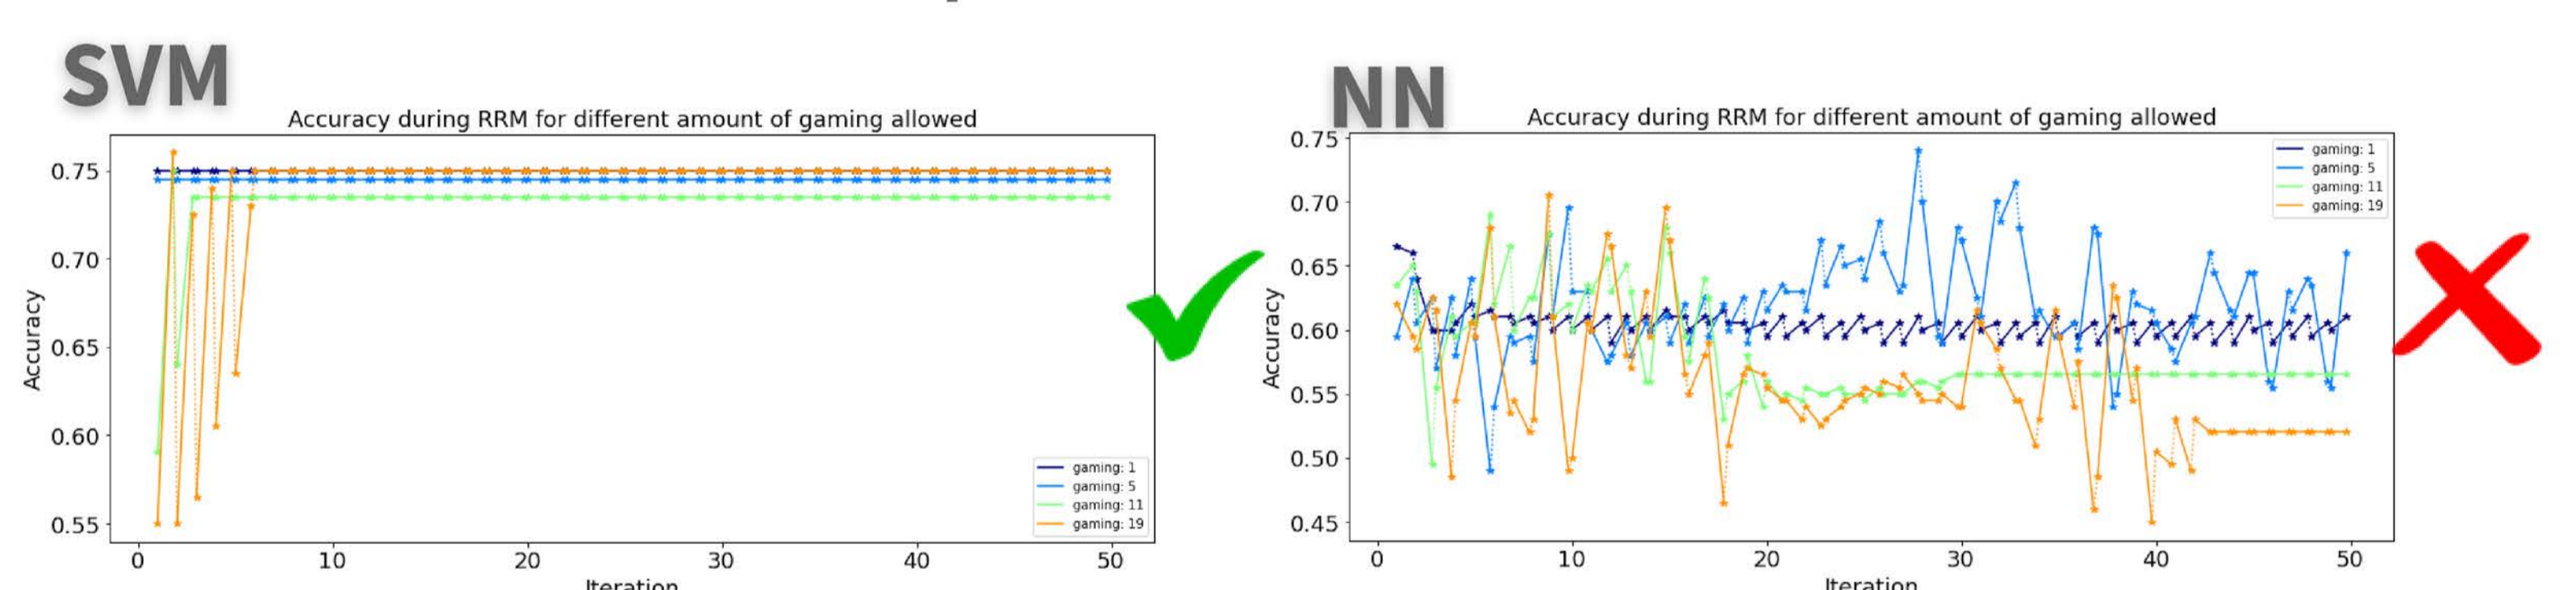 SVM
Accuracy during RRM for different amount of gaming allowed
0.75
0.70
0.65
0.60
0.55
Accuracy
0 10 20 30 40 50
Iteration
gaming: 1
gaming: 5
gaming: 11
gaming: 19
NN
Accuracy during RRM for different amount of gaming allowed
0.75
0.70
0.65
0.60
0.55
0.50
0.45
Accuracy
0 10 20 30 40 50
Iteration
gaming: 1
gaming: 5
gaming: 11
gaming: 19